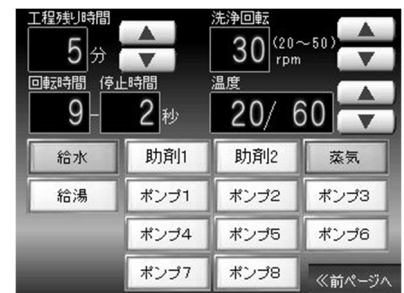 工程残り時間 洗浄回転
5分 30 (20~50) rpm
回転時間 停止時間 温度
9-2秒 20/ 60
給水 助剤1 助剤2 蒸気
給湯 ポンプ1 ポンプ2 ポンプ3
ポンプ4 ポンプ5 ポンプ6
ポンプ7 ポンプ8 ≪前ページへ